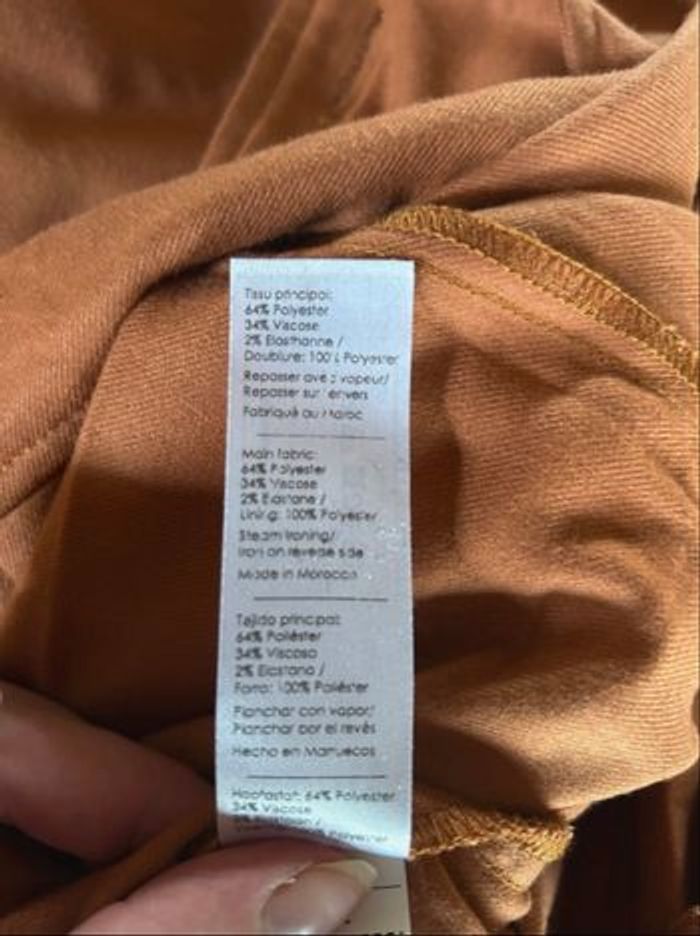 Tissu principal:
64% Polyester
34% Viscose
2% Elasthanne /
Doublure: 100% Polyester
Repasser avec vapeur/
Repasser sur envers
Fabriqué au Maroc
Main fabric:
64% Polyester
34% Viscose
2% Elastane /
Lining: 100% Polyester
Steam Ironing/
Iron on reverse side
Made in Morocco
Tejido principal:
64% Poliéster
34% Viscosa
2% Elastano /
Forro: 100% Poliéster
Planchar con vapor/
Planchar por el revés
Hecho en Marruecos
Hoofdstof: 64% Polyester
34% Viscose
Polyester